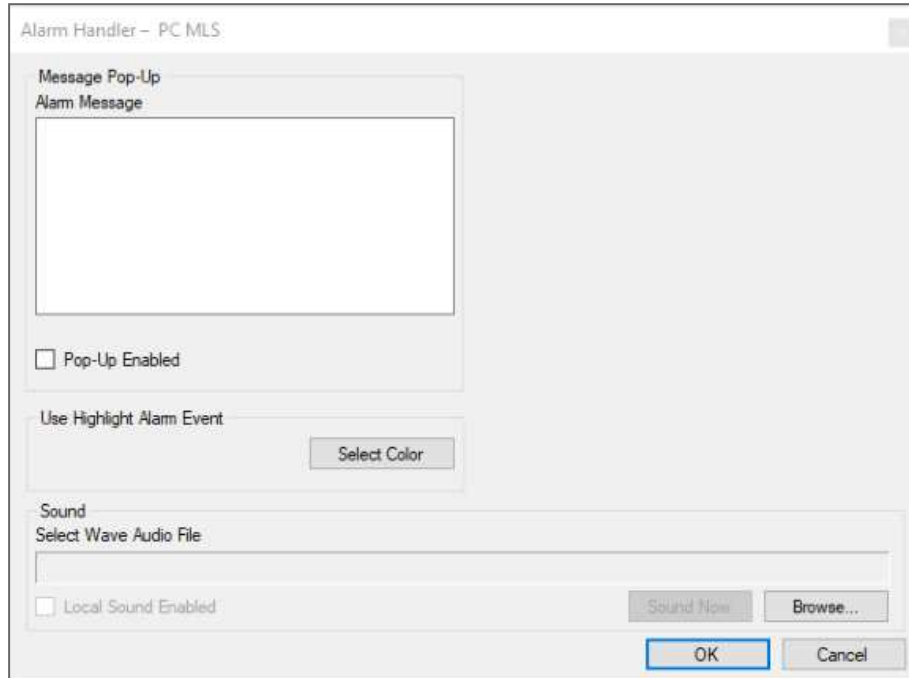 Alarm Handler – PC MLS
Message Pop-Up
Alarm Message
Pop-Up Enabled
Use Highlight Alarm Event
Select Color
Sound
Select Wave Audio File
Local Sound Enabled
Sound Now
Browse...
OK
Cancel